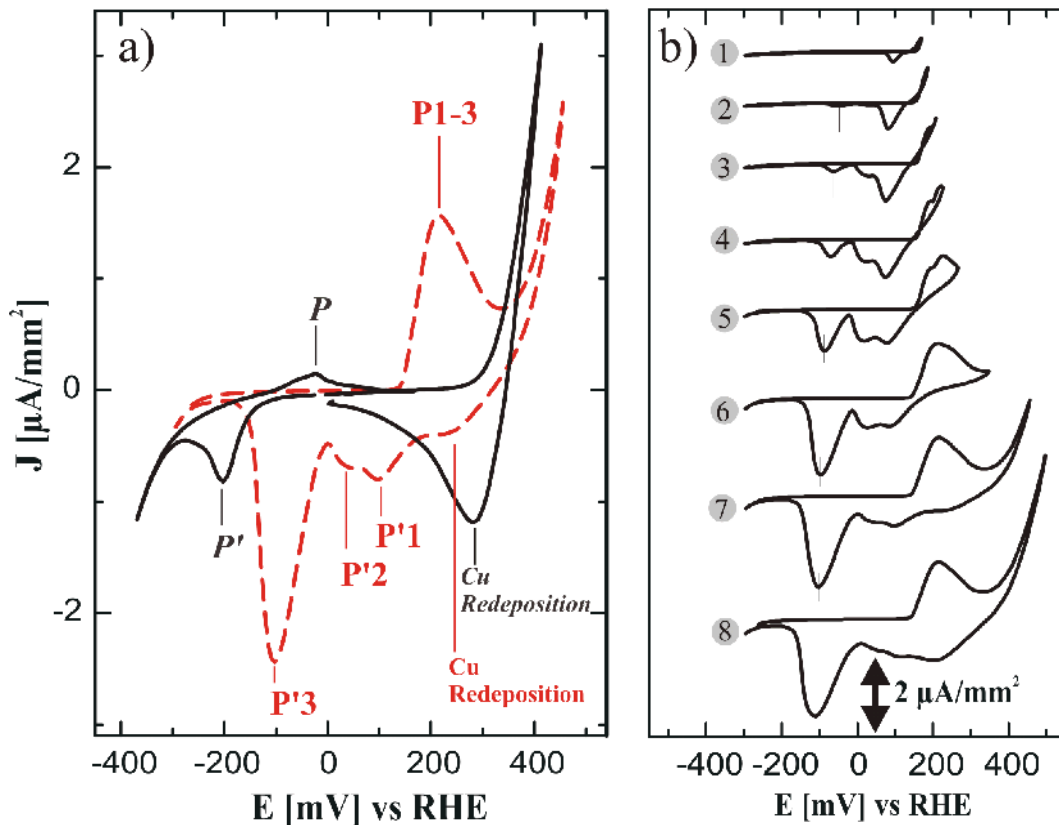 a)
P1-3
P
P'
P'3
P'2
P'1
Cu
Redeposition
Cu
Redeposition
2
0
-2
J [µA/mm²]
-400 -200 0 200 400
E [mV] vs RHE
b)
1
2
3
4
5
6
7
8
2 µA/mm²
-400 -200 0 200 400
E [mV] vs RHE